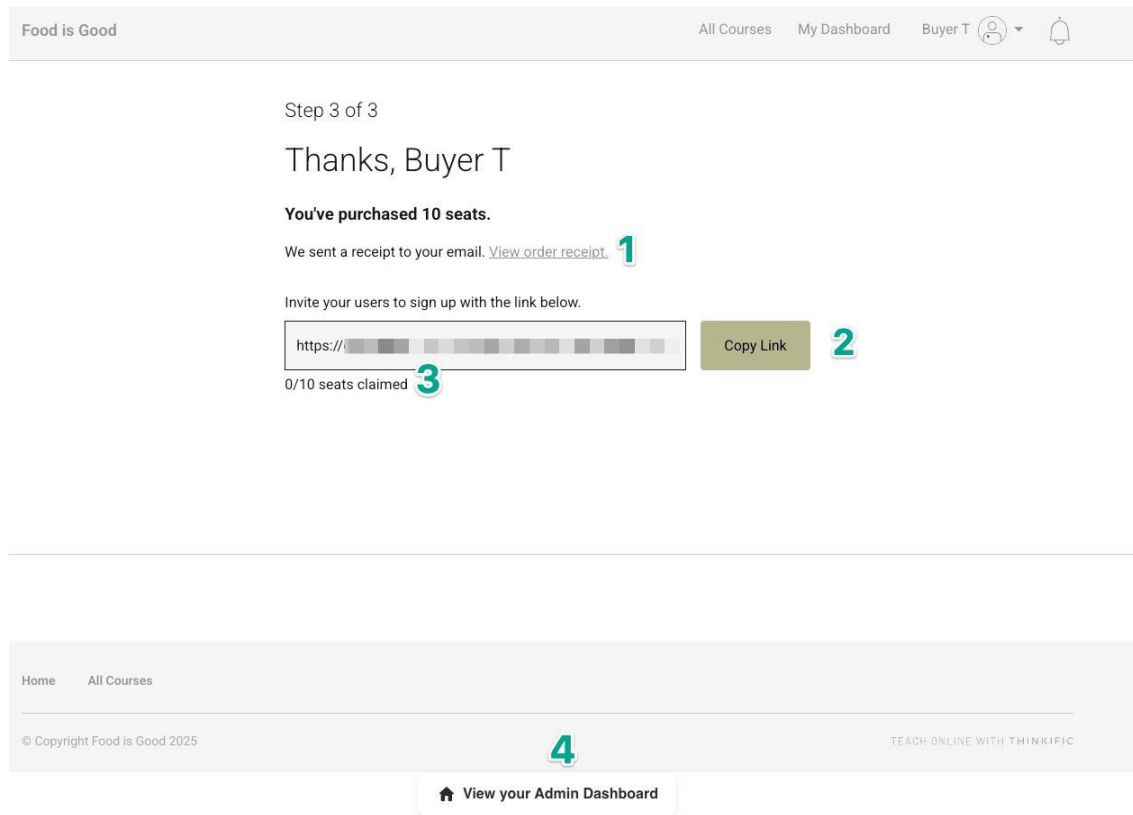 Food is Good All Courses My Dashboard Buyer T
Step 3 of 3
Thanks, Buyer T
You've purchased 10 seats.
We sent a receipt to your email. View order receipt. 1
Invite your users to sign up with the link below.
https:// Copy Link 2
0/10 seats claimed 3
Home All Courses
© Copyright Food is Good 2025 TEACH ONLINE WITH THINKIFIC
4
View your Admin Dashboard